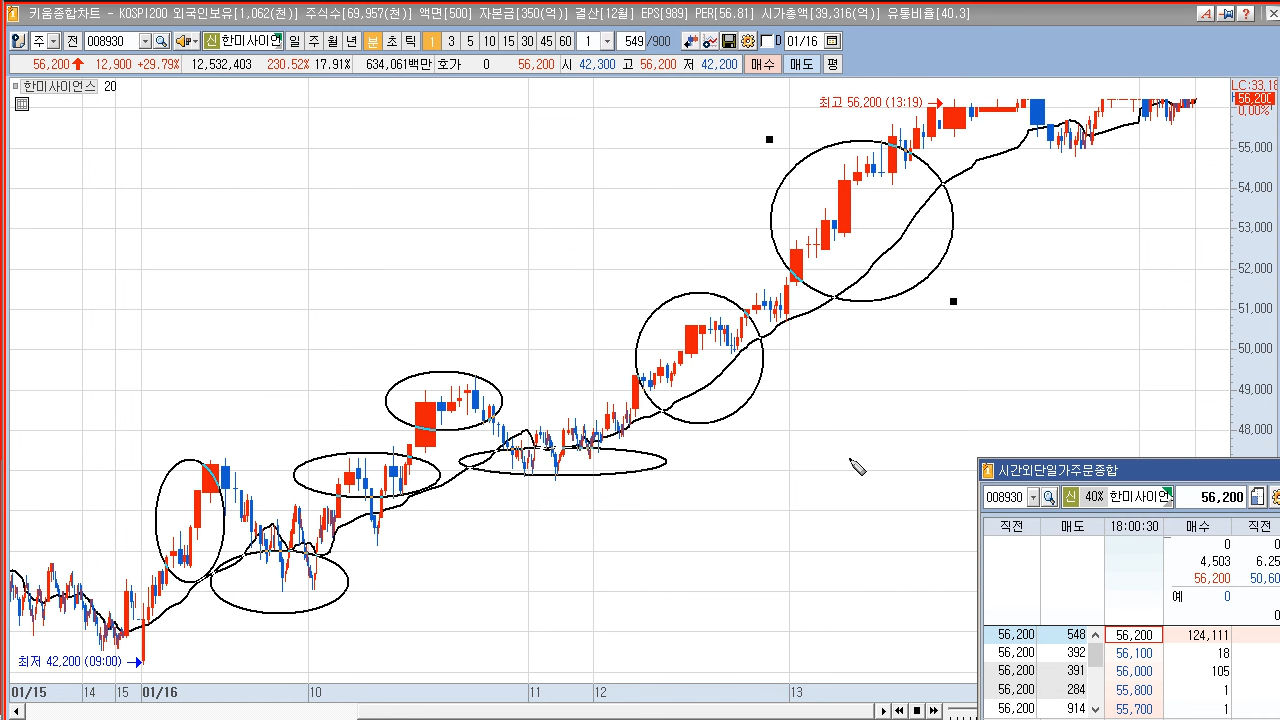 키움종합차트 - KOSPI200 외국인보유[1,062(천)] 주식수[69,957(천)] 액면[500] 자본금[350(억)] 결산[12월] EPS[989] PER[56.81] 시가총액[39,316(억)] 유통비율[40.3]
주 전 008930 신 한미사이언 일 주 월 년 분 초 틱 1 3 5 10 15 30 45 60 1 549 /900 D 01/16
56,200 12,900 +29.79% 12,532,403 230.52% 17.91% 634,061백만 호가 0 56,200 시 42,300 고 56,200 저 42,200 매수 매도 평
한미사이언스 20
LC:33.18
최고 56,200 (13:19)
56,200
0.00%
55,000
54,000
53,000
52,000
51,000
50,000
49,000
48,000
최저 42,200 (09:00)
01/15 14 15 01/16 10 11 12 13
시간외단일가주문종합
008930 신 40% 한미사이언 56,200
직전 매도 18:00:30 매수 직전
0 0
4,503 6.25
56,200 50,60
예 0
0
56,200 548 56,200 124,111
56,200 392 56,100 18
56,200 391 56,000 105
56,200 284 55,800 1
56,200 914 55,700 1